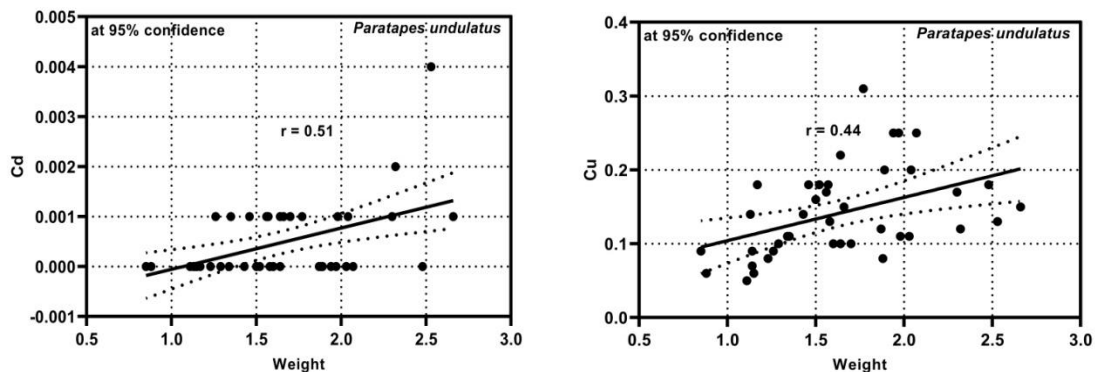 at 95% confidence Paratapes undulatus
r = 0.51
Cd
0.005
0.004
0.003
0.002
0.001
0.000
-0.001
0.5 1.0 1.5 2.0 2.5 3.0
Weight
at 95% confidence Paratapes undulatus
r = 0.44
Cu
0.4
0.3
0.2
0.1
0.0
0.5 1.0 1.5 2.0 2.5 3.0
Weight